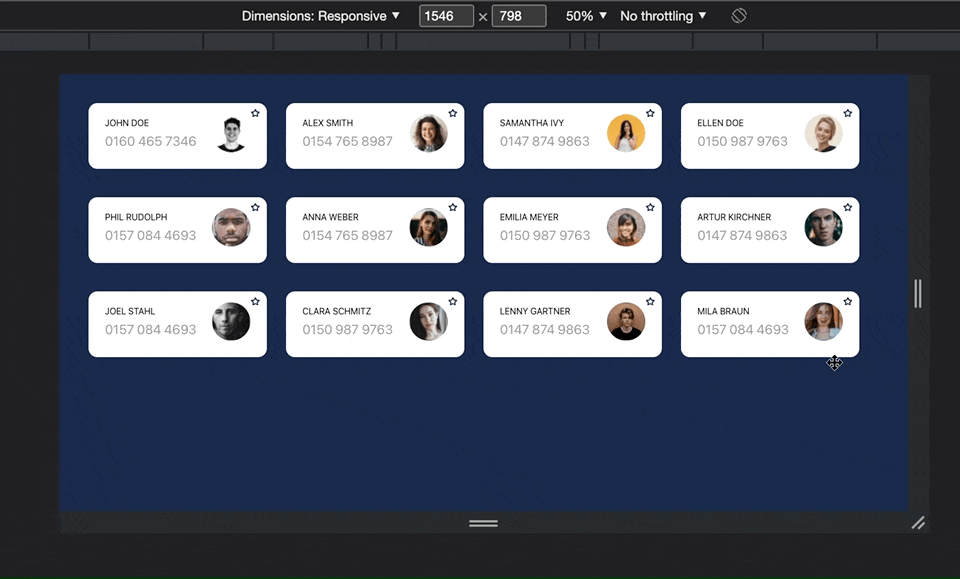 Dimensions: Responsive ▼ 1546 × 798 50% ▼ No throttling ▼
JOHN DOE
0160 465 7346
ALEX SMITH
0154 765 8987
SAMANTHA IVY
0147 874 9863
ELLEN DOE
0150 987 9763
PHIL RUDOLPH
0157 084 4693
ANNA WEBER
0154 765 8987
EMILIA MEYER
0150 987 9763
ARTUR KIRCHNER
0147 874 9863
JOEL STAHL
0157 084 4693
CLARA SCHMITZ
0150 987 9763
LENNY GARTNER
0147 874 9863
MILA BRAUN
0157 084 4693